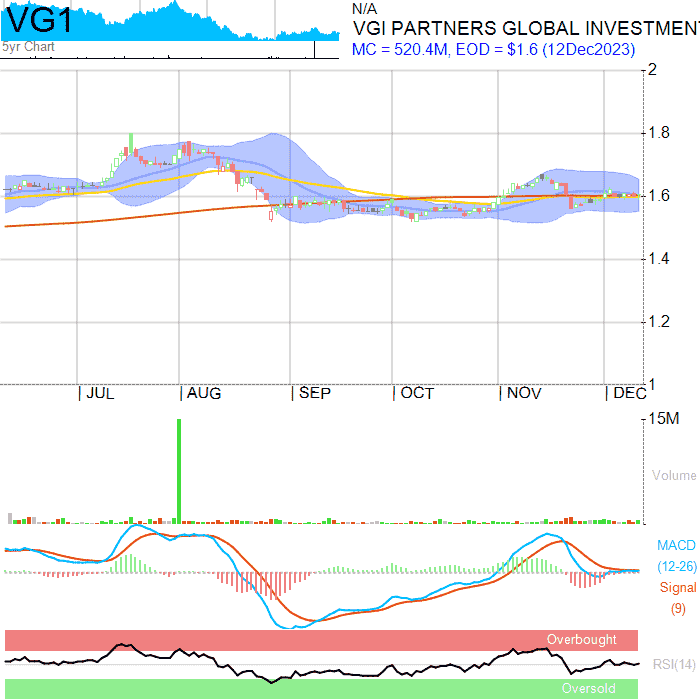 VG1
5yr Chart
N/A
VGI PARTNERS GLOBAL INVESTMEN
MC = 520.4M, EOD = $1.6 (12Dec2023)
2
1.8
1.6
1.4
1.2
1
JUL AUG SEP OCT NOV DEC
15M
Volume
MACD
(12-26)
Signal
(9)
Overbought
RSI(14)
Oversold